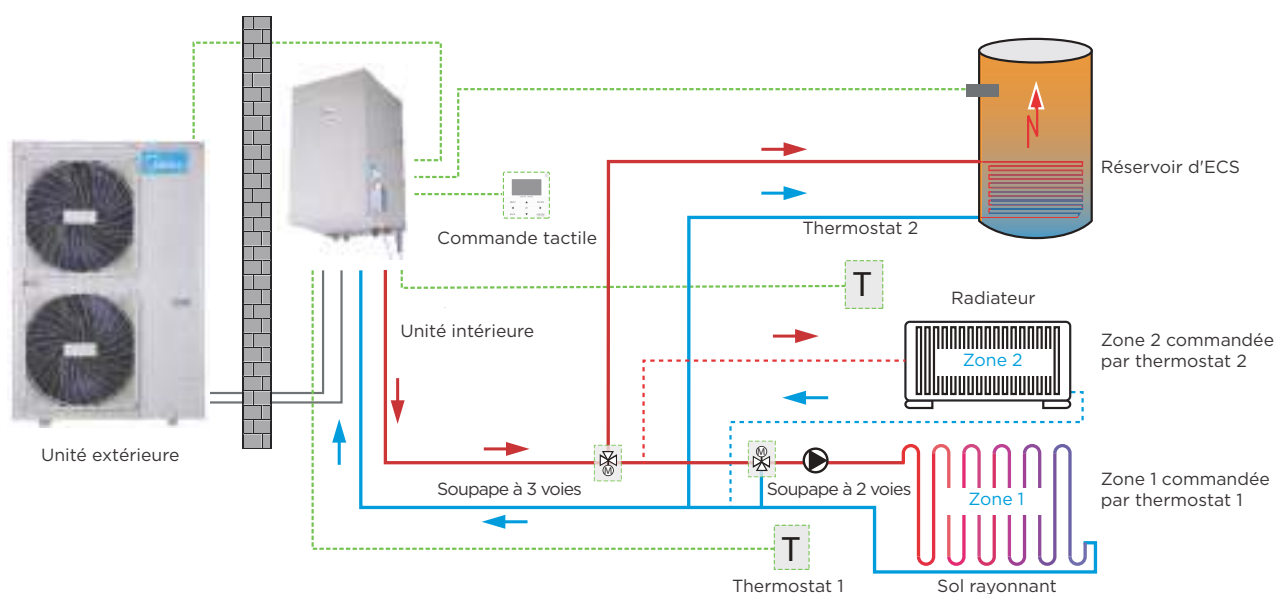 Réservoir d'ECS
Commande tactile
Thermostat 2
T
Radiateur
Unité intérieure
Zone 2 commandée
par thermostat 2
Zone 2
Unité extérieure
M
M
Soupape à 3 voies
Soupape à 2 voies
Zone 1
Zone 1 commandée
par thermostat 1
T
Thermostat 1
Sol rayonnant